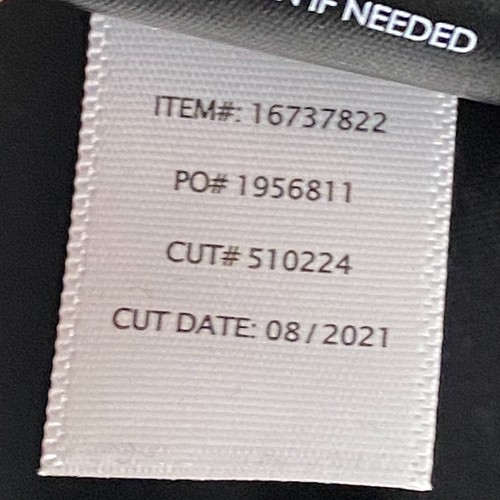 IF NEEDED
ITEM#: 16737822
PO# 1956811
CUT# 510224
CUT DATE: 08/2021